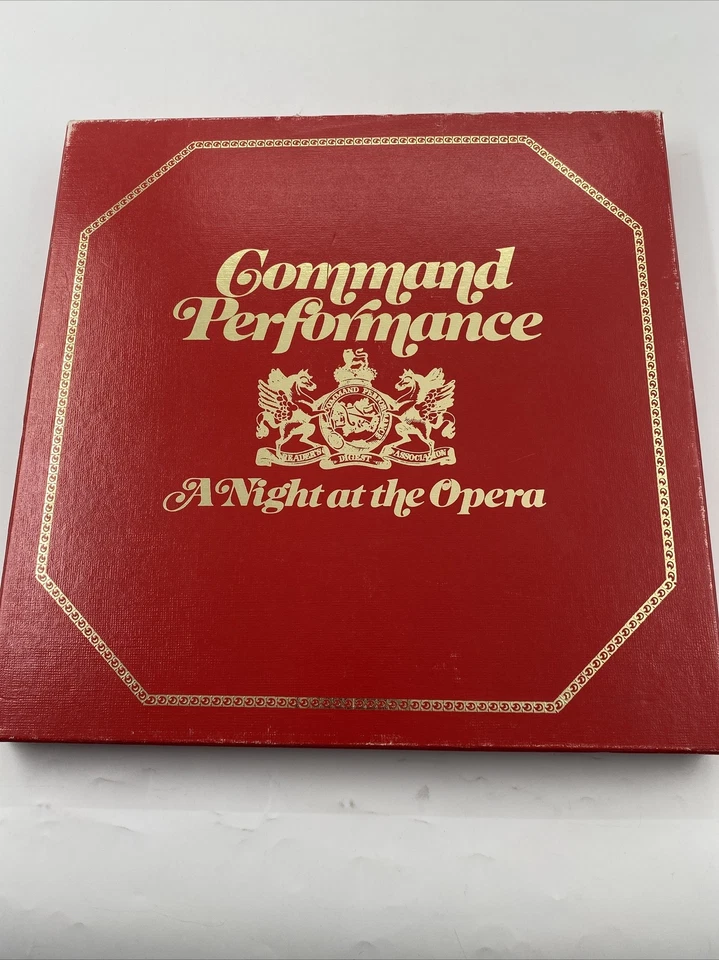 Command
Performance
COMMAND PERFORMANCE
READER'S DIGEST ASSOCIATION
A Night at the Opera